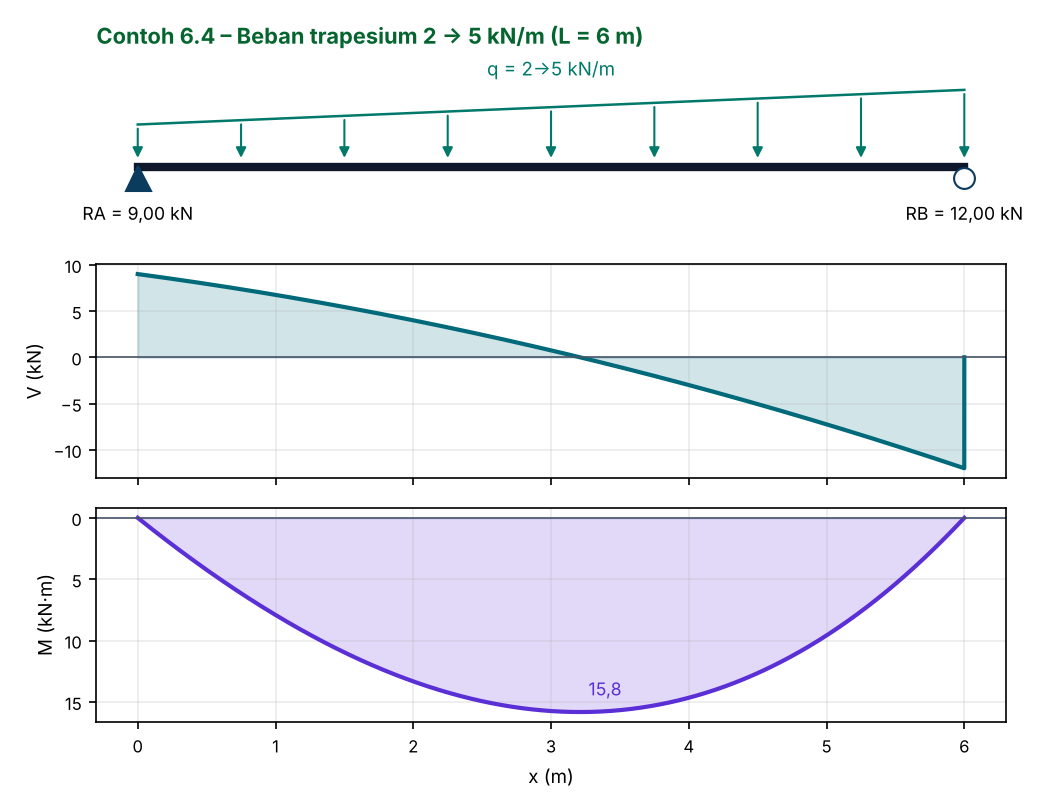 Contoh 6.4 – Beban trapesium 2 → 5 kN/m (L = 6 m)
q = 2→5 kN/m
RA = 9,00 kN
RB = 12,00 kN
10
5
0
−5
−10
V (kN)
0
5
10
15
M (kN·m)
15,8
0 1 2 3 4 5 6
x (m)